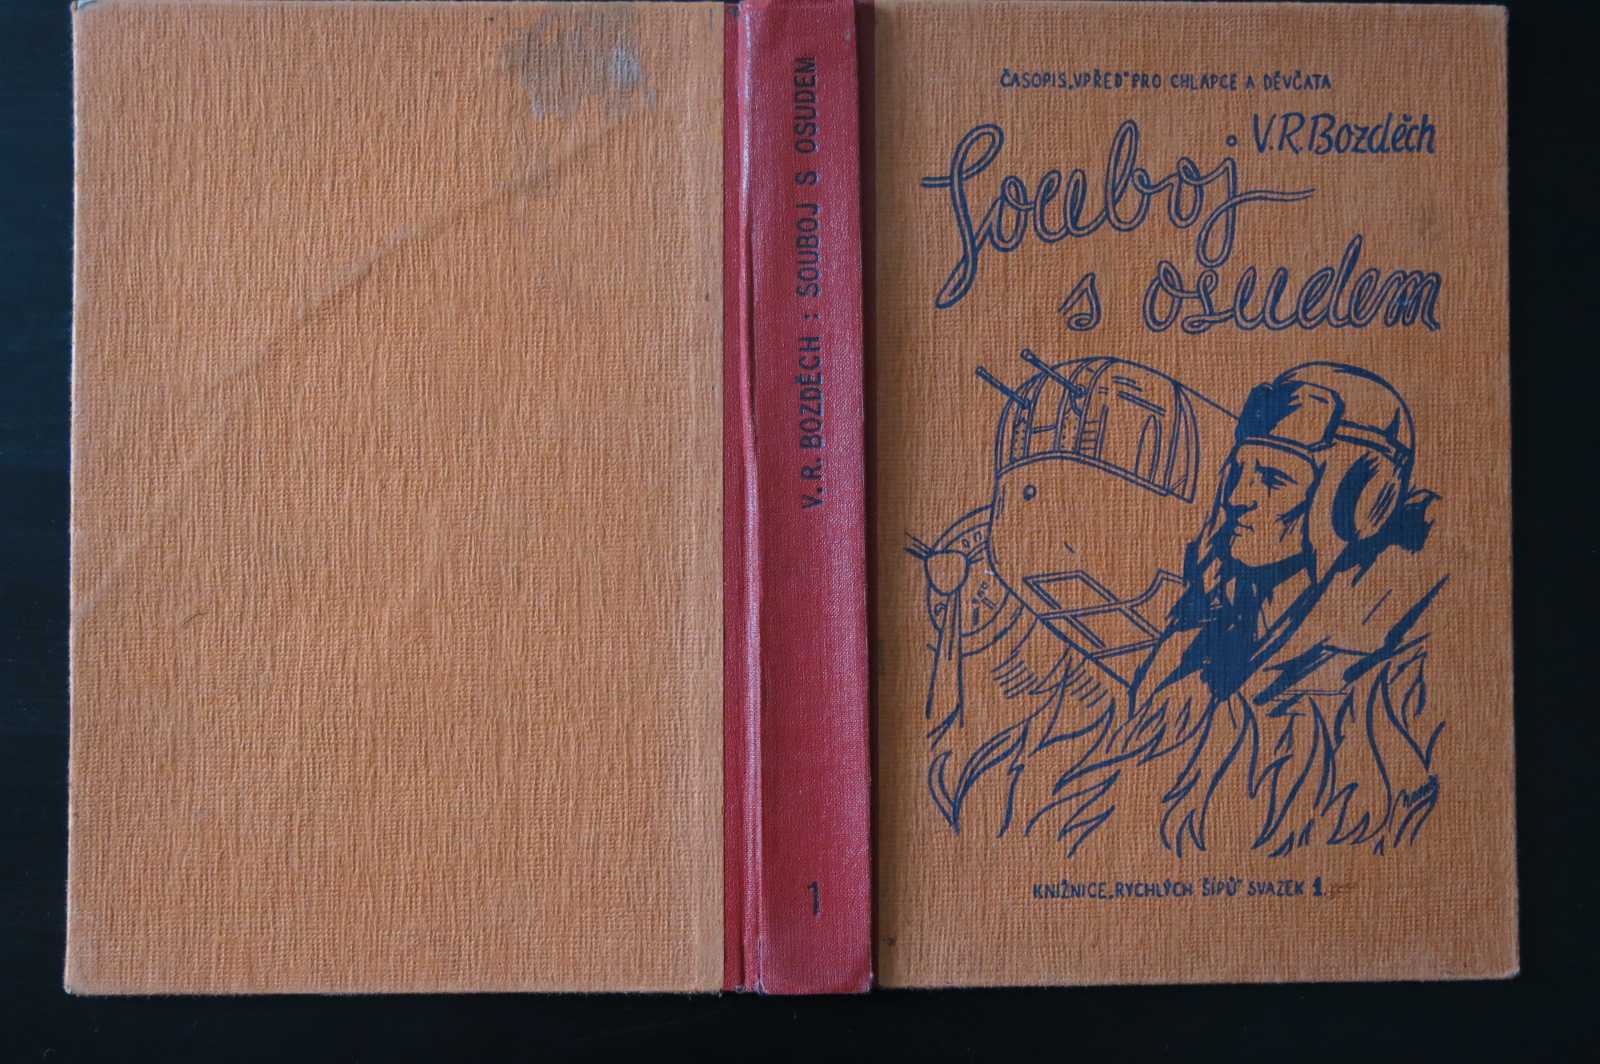 V. R. BOZDĚCH : SOUBOJ S OSUDEM
1
ČASOPIS „VPŘED“ PRO CHLAPCE A DĚVČATA
V.R.Bozděch
Souboj
s osudem
KNIŽNICE „RYCHLÝCH ŠÍPŮ“ SVAZEK 1.